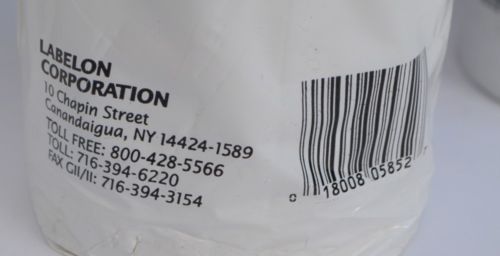 LABELON
CORPORATION
10 Chapin Street
Canandaigua, NY 14424-1589
TOLL FREE: 800-428-5566
TOLL: 716-394-6220
FAX GII/II: 716-394-3154
0 18008 05852